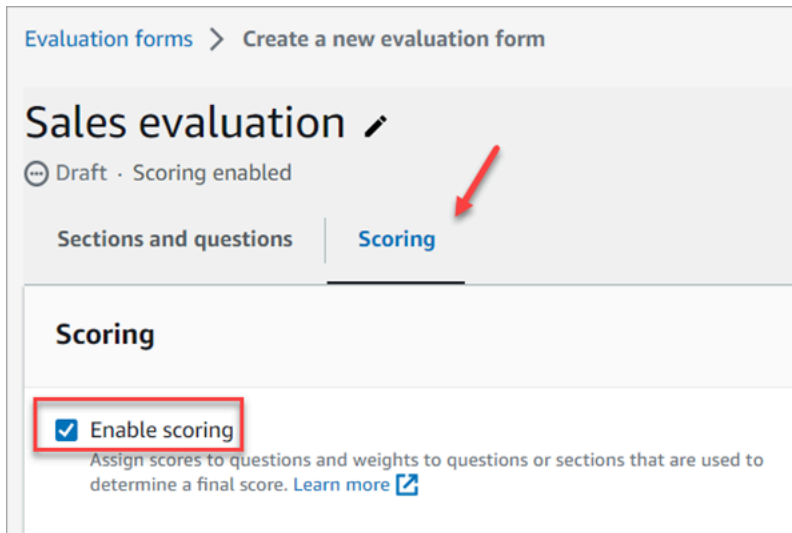 Evaluation forms > Create a new evaluation form
Sales evaluation
Draft · Scoring enabled
Sections and questions Scoring
Scoring
Enable scoring
Assign scores to questions and weights to questions or sections that are used to
determine a final score. Learn more